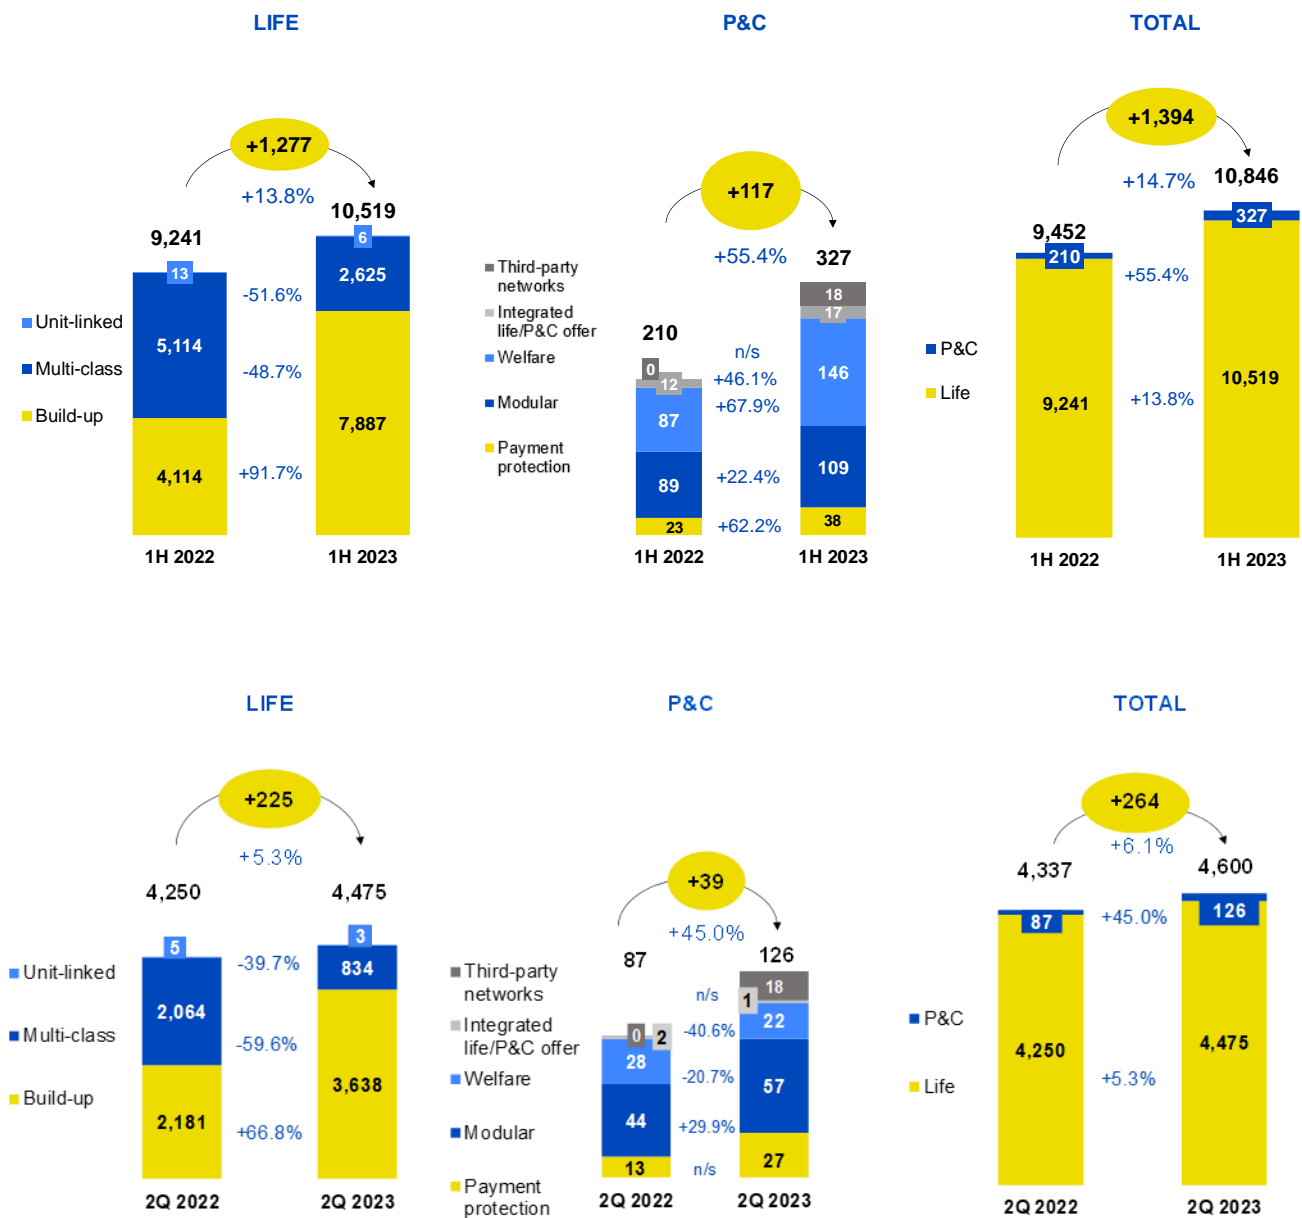 LIFE
+1,277
+13.8%
9,241
10,519
13
6
-51.6%
2,625
Unit-linked
5,114
Multi-class
-48.7%
Build-up
7,887
4,114
+91.7%
1H 2022
1H 2023
P&C
+117
+55.4%
327
Third-party
networks
18
Integrated
life/P&C offer
17
210
n/s
Welfare
0
12
+46.1%
146
+67.9%
87
Modular
109
Payment
protection
89
+22.4%
23
+62.2%
38
1H 2022
1H 2023
TOTAL
+1,394
+14.7%
10,846
327
9,452
210
+55.4%
P&C
10,519
Life
9,241
+13.8%
1H 2022
1H 2023
LIFE
+225
+5.3%
4,250
4,475
5
3
Unit-linked
-39.7%
834
2,064
Multi-class
-59.6%
3,638
Build-up
2,181
+66.8%
2Q 2022
2Q 2023
P&C
+39
+45.0%
87
126
Third-party
networks
n/s
18
1
Integrated
life/P&C offer
0
2
-40.6%
22
28
Welfare
-20.7%
57
44
+29.9%
Modular
13
n/s
27
Payment
protection
2Q 2022
2Q 2023
TOTAL
+264
+6.1%
4,337
4,600
87
+45.0%
126
P&C
4,250
4,475
Life
+5.3%
2Q 2022
2Q 2023